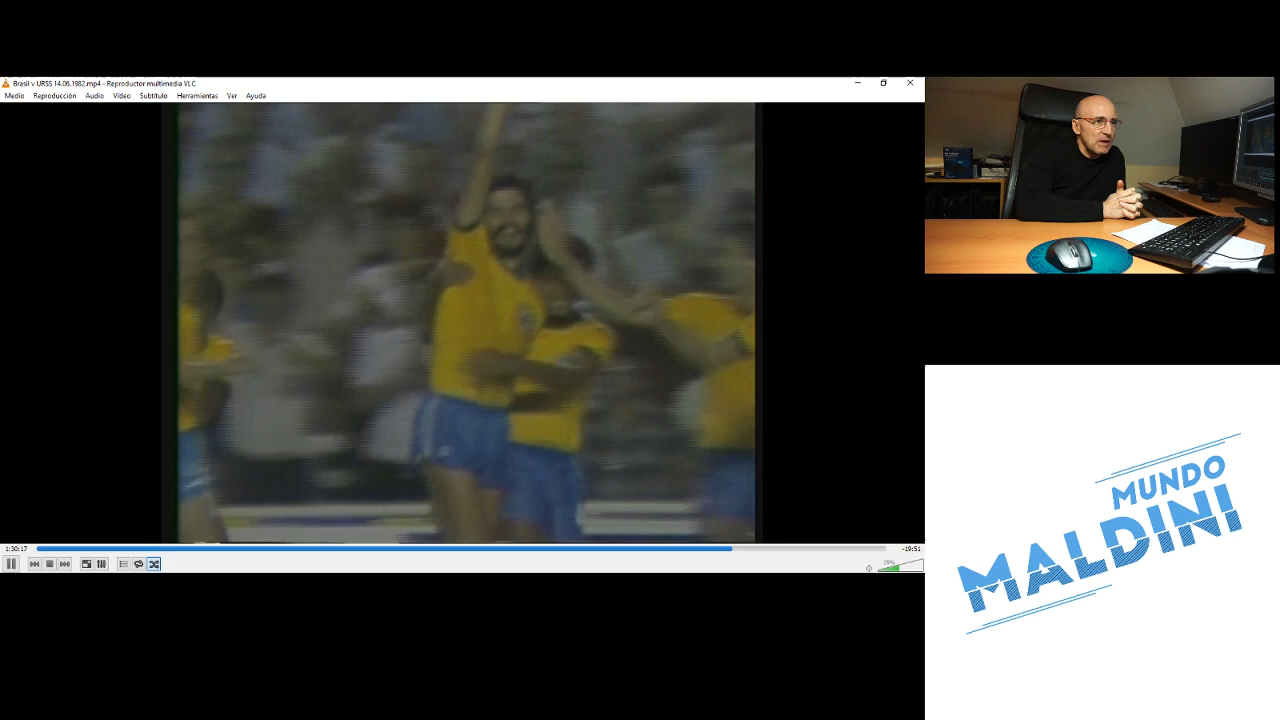 Brasil v URSS 14.06.1982.mp4 - Reproductor multimedia VLC
Medio Reproducción Audio Vídeo Subtítulo Herramientas Ver Ayuda
1:30:17
-19:51
MUNDO
MALDINI